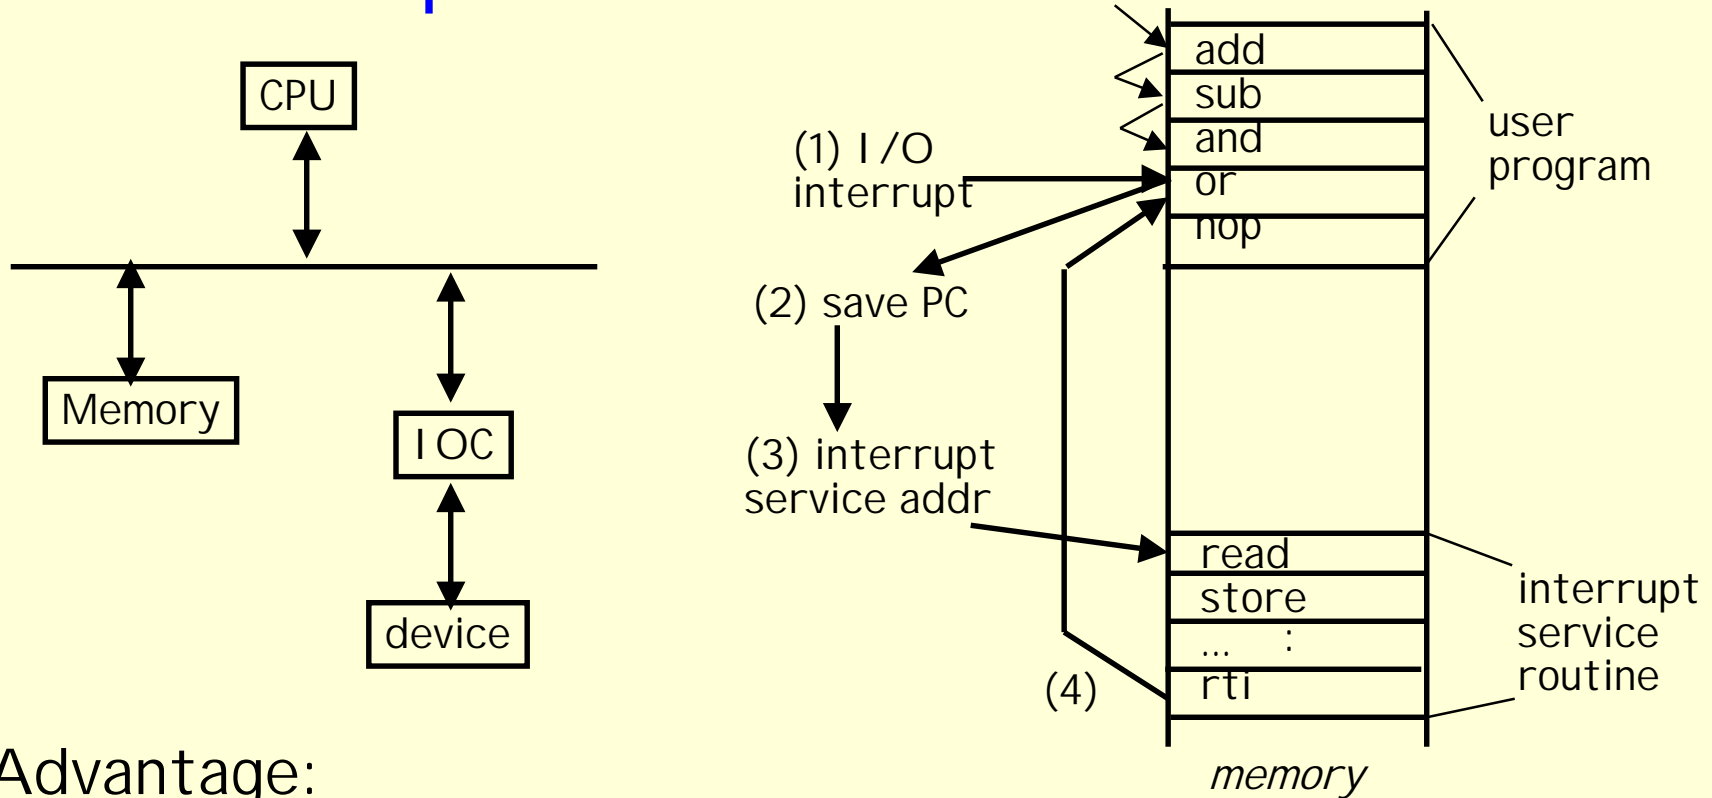 CPU
Memory
IOC
device
Advantage:
(1) I/O
interrupt
(2) save PC
(3) interrupt
service addr
(4)
add
sub
and
or
nop
user
program
read
store
... :
rti
interrupt
service
routine
memory